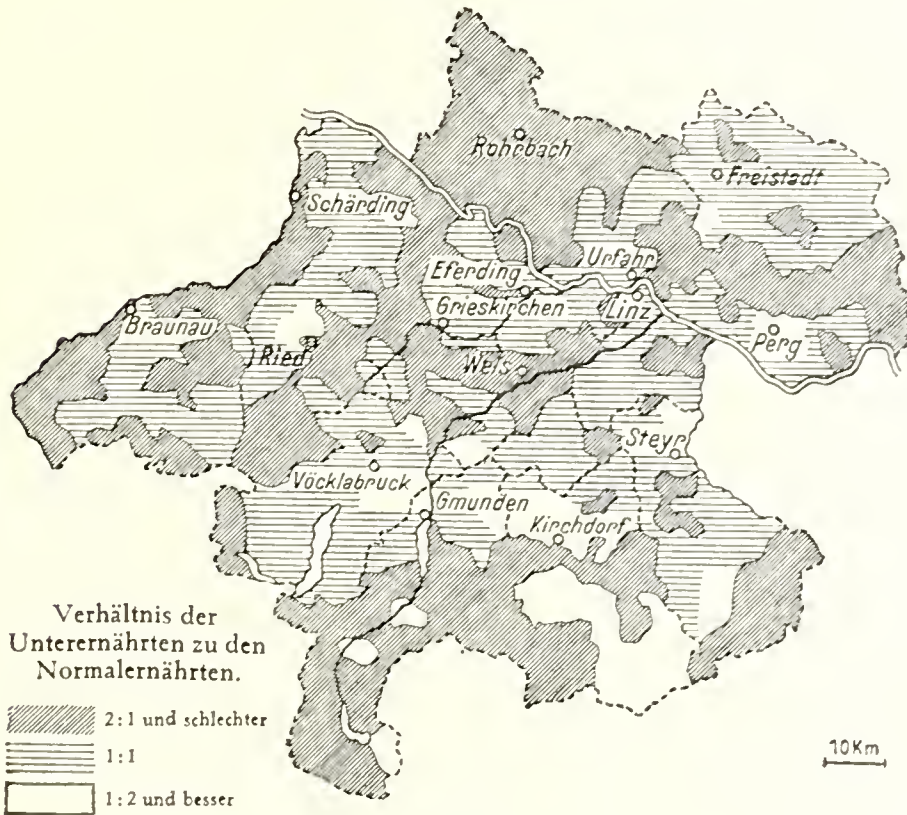 Rohrbach
Freistadt
Schärding
Urfahr
Eferding
Linz
Grieskirchen
Braunau
Perg
Ried
Wels
Steyr
Vöcklabruck
Gmunden
Kirchdorf
Verhältnis der
Unterernährten zu den
Normalernährten.
2:1 und schlechter
1:1
1:2 und besser
10Km